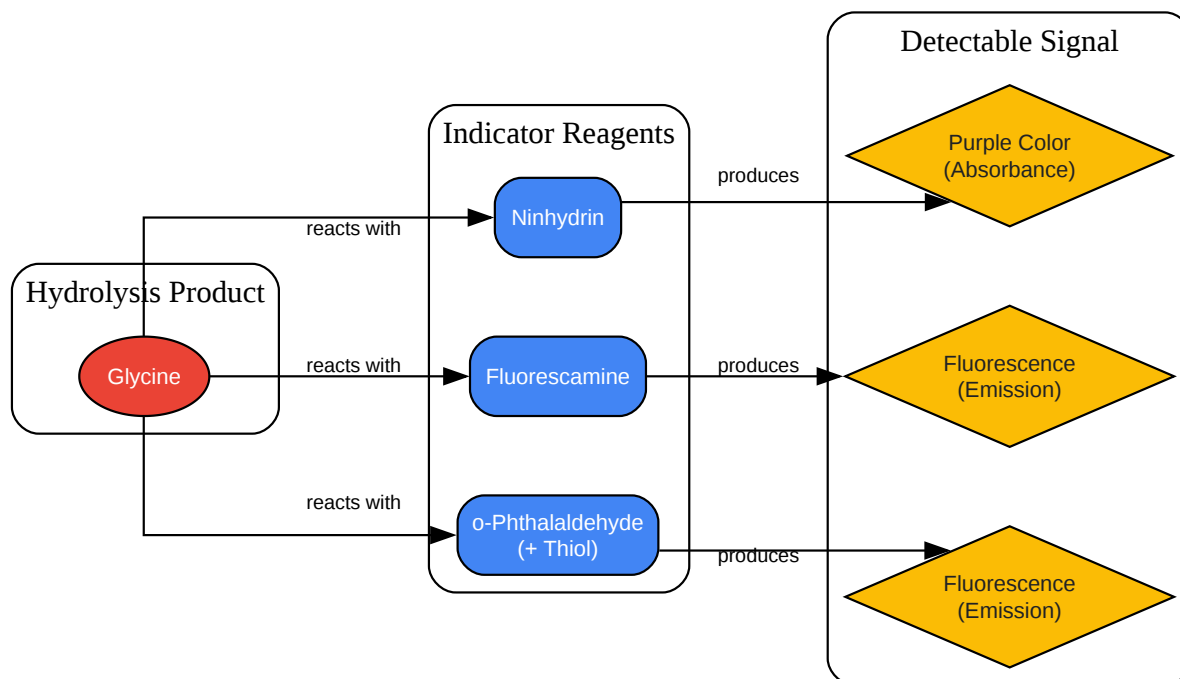 Detectable Signal
Purple Color
(Absorbance)
Indicator Reagents
produces
Ninhydrin
reacts with
Hydrolysis Product
Glycine
reacts with
Fluorescamine
produces
Fluorescence
(Emission)
reacts with
o-Phthalaldehyde
(+ Thiol)
produces
Fluorescence
(Emission)